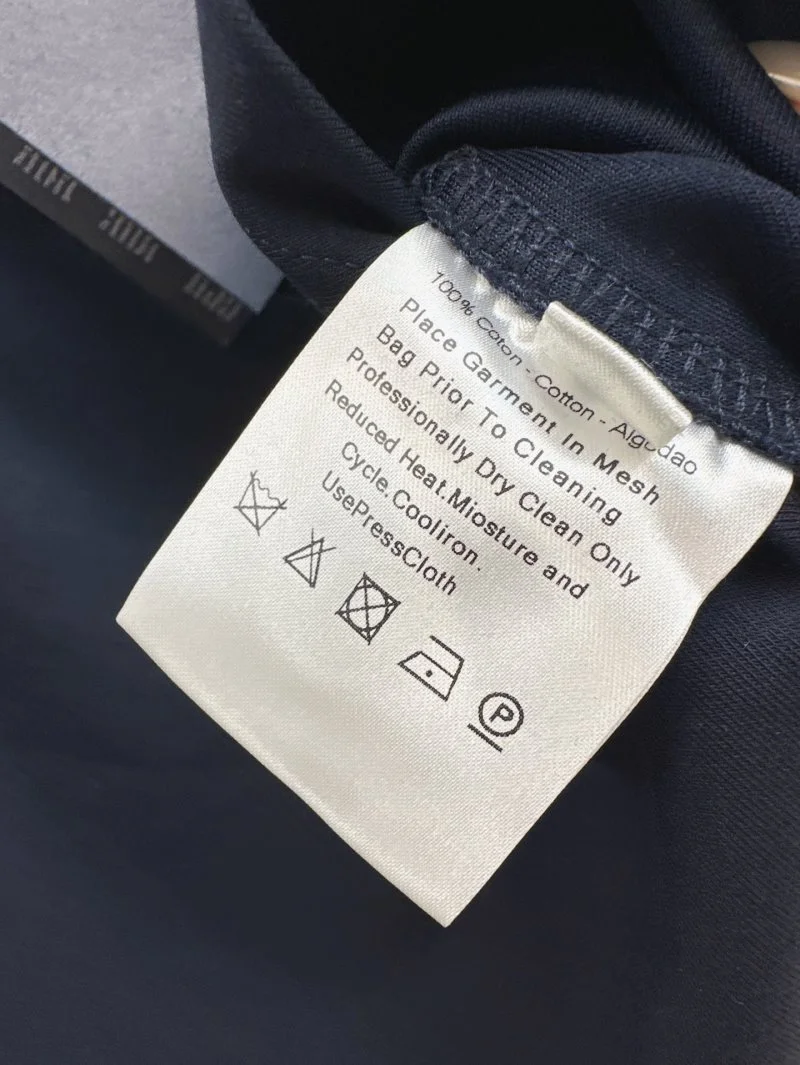 100% Coton - Cotton - Algodao
Place Garment In Mesh
Bag Prior To Cleaning
Professionally Dry Clean Only
Reduced Heat.Miosture and
Cycle.Cooliron.
UsePressCloth
P